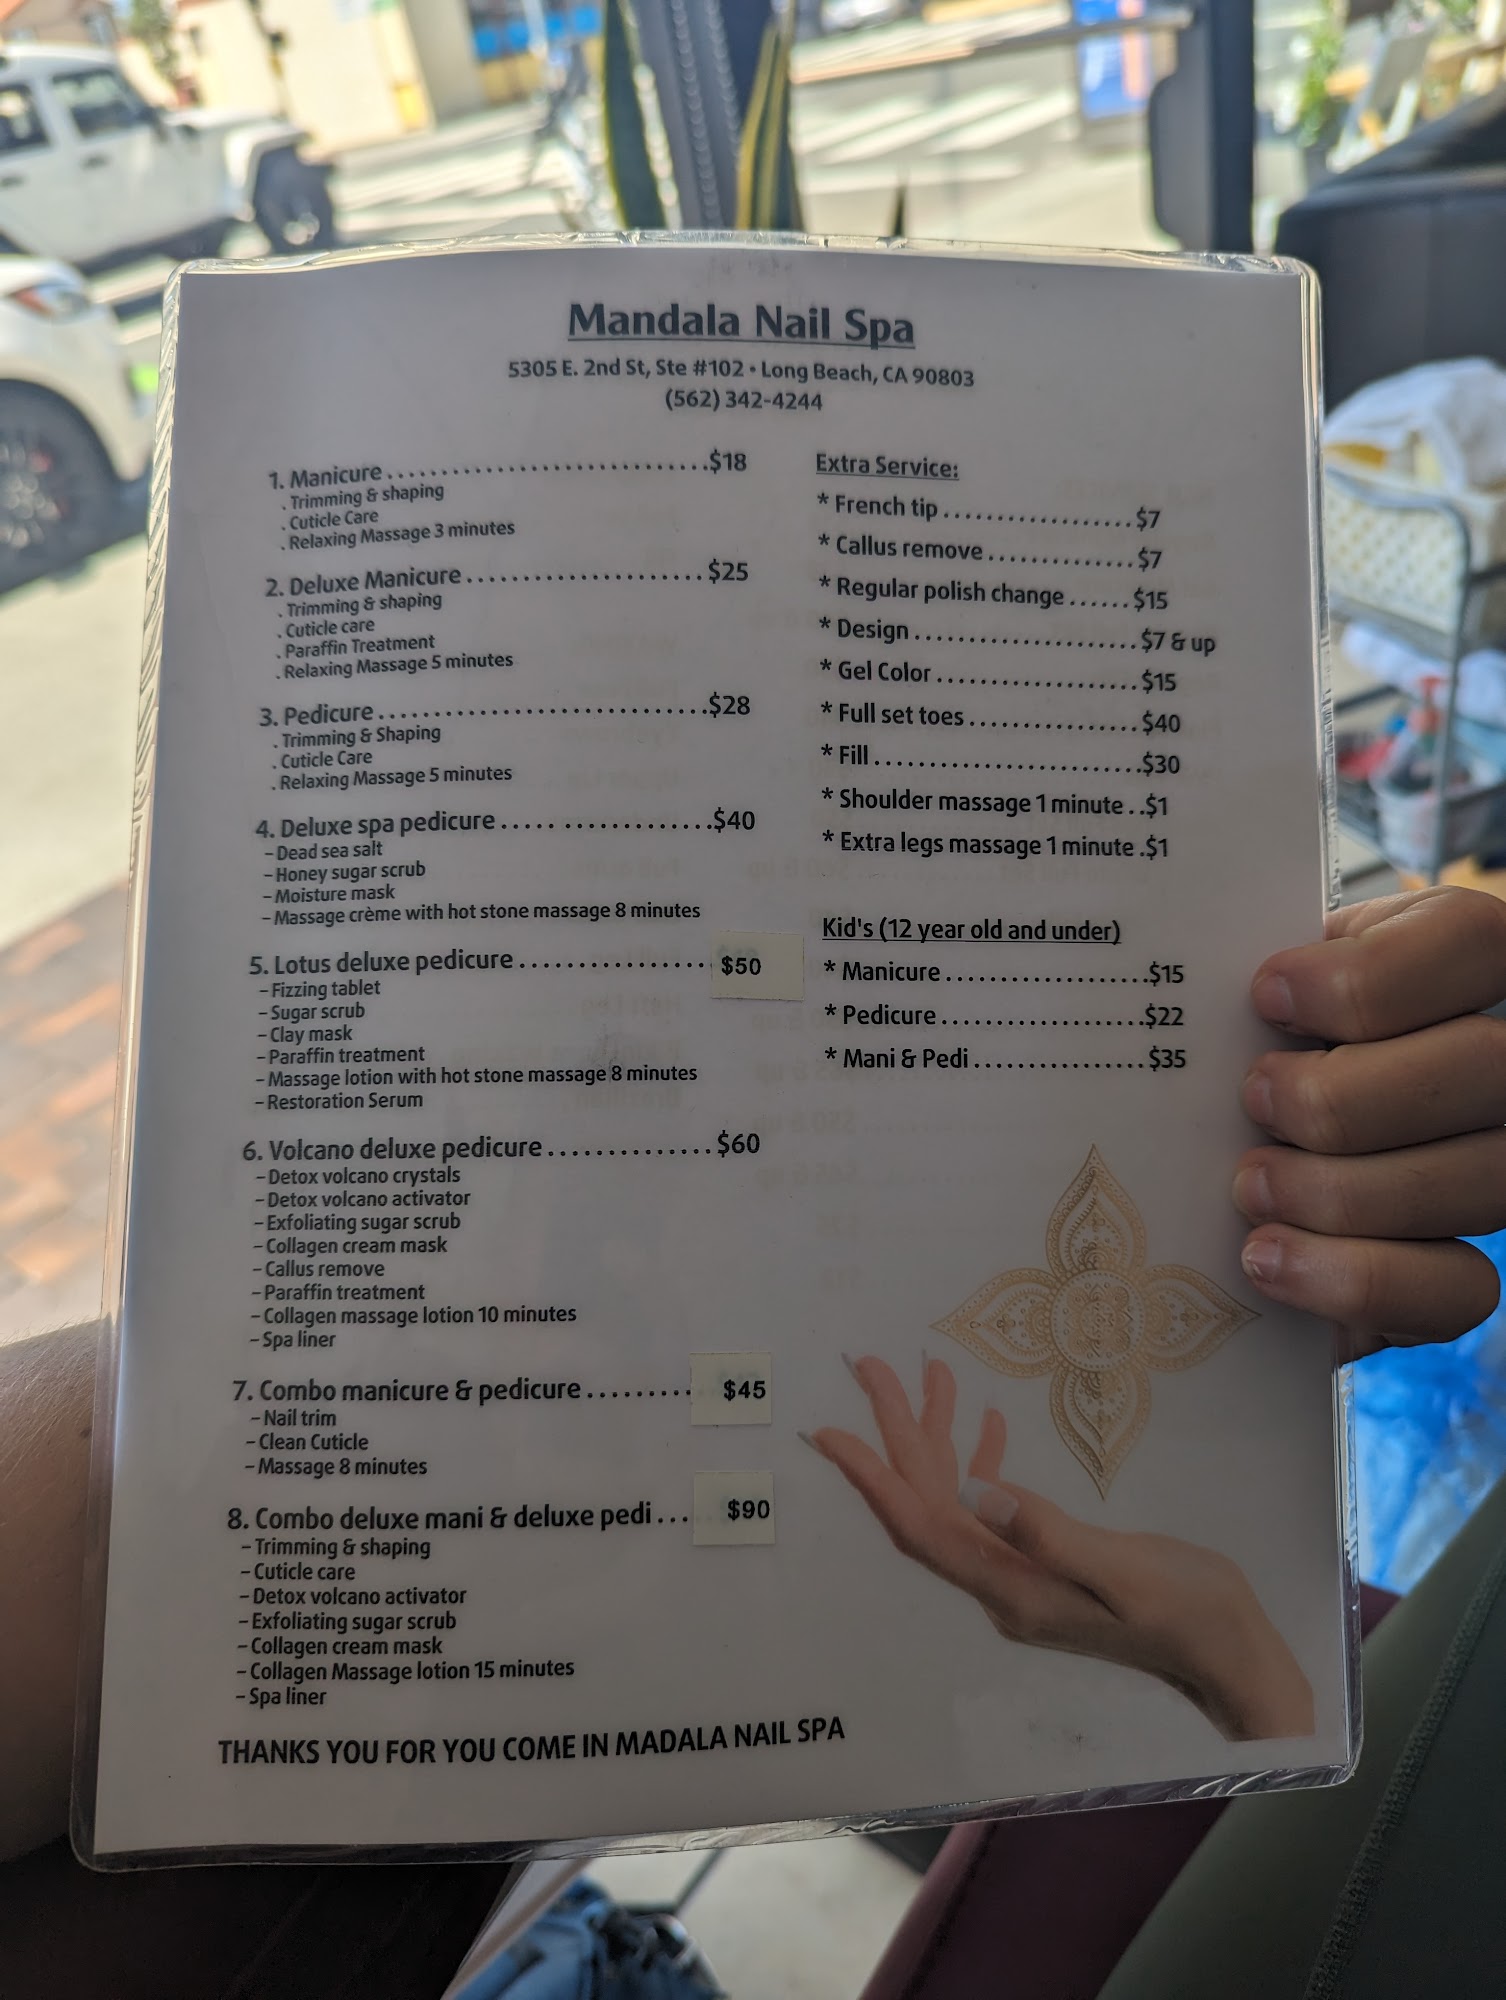 Mandala Nail Spa
5305 E. 2nd St, Ste #102 • Long Beach, CA 90803
(562) 342-4244
1. Manicure ............................. $18
. Trimming & shaping
. Cuticle Care
. Relaxing Massage 3 minutes
2. Deluxe Manicure ...................... $25
. Trimming & shaping
. Cuticle care
. Paraffin Treatment
. Relaxing Massage 5 minutes
3. Pedicure .............................. $28
. Trimming & Shaping
. Cuticle Care
. Relaxing Massage 5 minutes
4. Deluxe spa pedicure ..... .............. $40
- Dead sea salt
- Honey sugar scrub
- Moisture mask
- Massage crème with hot stone massage 8 minutes
5. Lotus deluxe pedicure ................. $50
- Fizzing tablet
- Sugar scrub
- Clay mask
- Paraffin treatment
- Massage lotion with hot stone massage 8 minutes
- Restoration Serum
6. Volcano deluxe pedicure .............. $60
- Detox volcano crystals
- Detox volcano activator
- Exfoliating sugar scrub
- Collagen cream mask
- Callus remove
- Paraffin treatment
- Collagen massage lotion 10 minutes
- Spa liner
7. Combo manicure & pedicure ......... $45
- Nail trim
- Clean Cuticle
- Massage 8 minutes
8. Combo deluxe mani & deluxe pedi ... $90
- Trimming & shaping
- Cuticle care
- Detox volcano activator
- Exfoliating sugar scrub
- Collagen cream mask
- Collagen Massage lotion 15 minutes
- Spa liner
THANKS YOU FOR YOU COME IN MADALA NAIL SPA
Extra Service:
* French tip .................. $7
* Callus remove .............. $7
* Regular polish change ...... $15
* Design ..................... $7 & up
* Gel Color ................... $15
* Full set toes ............... $40
* Fill ......................... $30
* Shoulder massage 1 minute .. $1
* Extra legs massage 1 minute . $1
Kid's (12 year old and under)
* Manicure ................... $15
* Pedicure ................... $22
* Mani & Pedi ................ $35